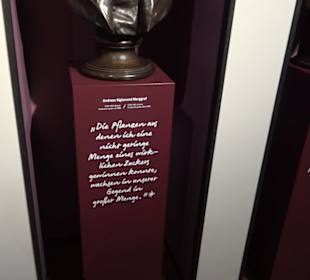 Andreas Sigismund Marggraf
„Die Pflanzen aus
denen ich eine
nicht geringe
Menge eines wirk-
lichen Zuckers
gewinnen konnte,
wachsen in unserer
Gegend in
großer Menge."*